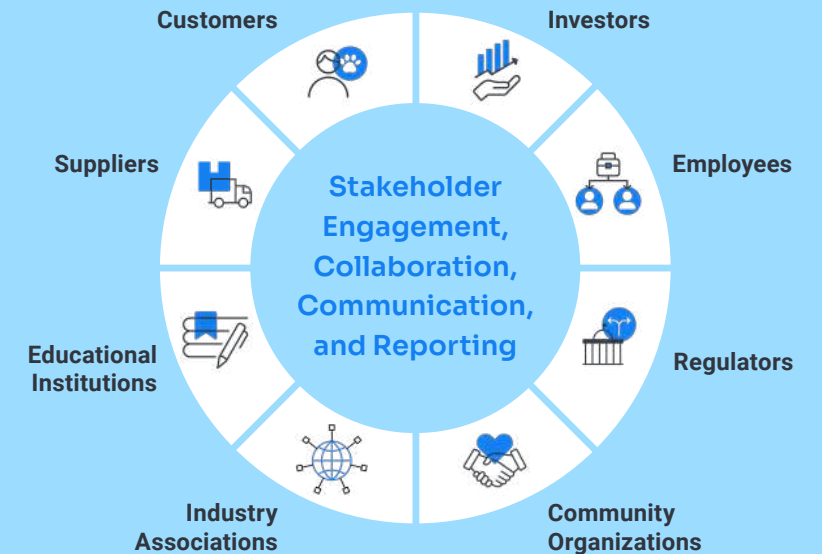 Customers
Investors
Suppliers
Employees
Stakeholder
Engagement,
Collaboration,
Communication,
and Reporting
Educational
Institutions
Regulators
Industry
Associations
Community
Organizations